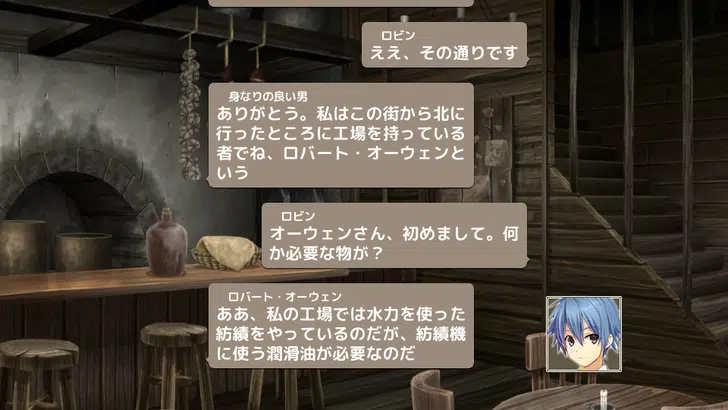 ロビン
ええ、その通りです
身なりの良い男
ありがとう。私はこの街から北に
行ったところに工場を持っている
者でね、ロバート・オーウェンと
いう
ロビン
オーウェンさん、初めまして。何
か必要な物が？
ロバート・オーウェン
ああ、私の工場では水力を使った
紡績をやっているのだが、紡績機
に使う潤滑油が必要なのだ